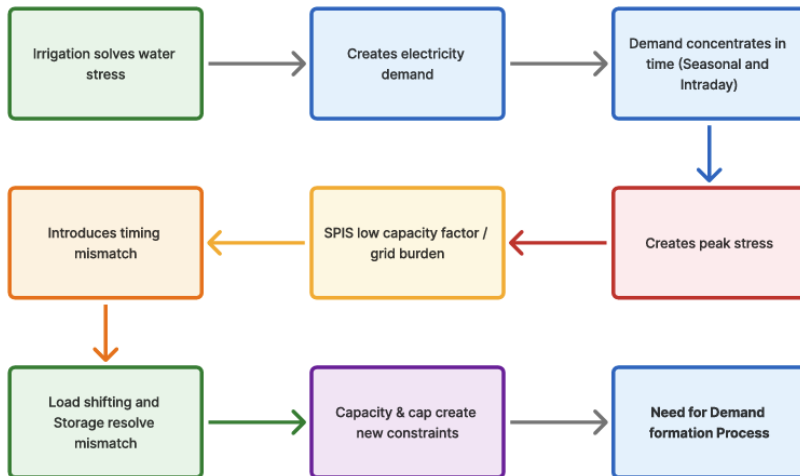 Irrigation solves water
stress
Creates electricity
demand
Demand concentrates in
time (Seasonal and
Intraday)
Creates peak stress
SPIS low capacity factor /
grid burden
Introduces timing
mismatch
Load shifting and
Storage resolve
mismatch
Capacity & cap create
new constraints
Need for Demand
formation Process